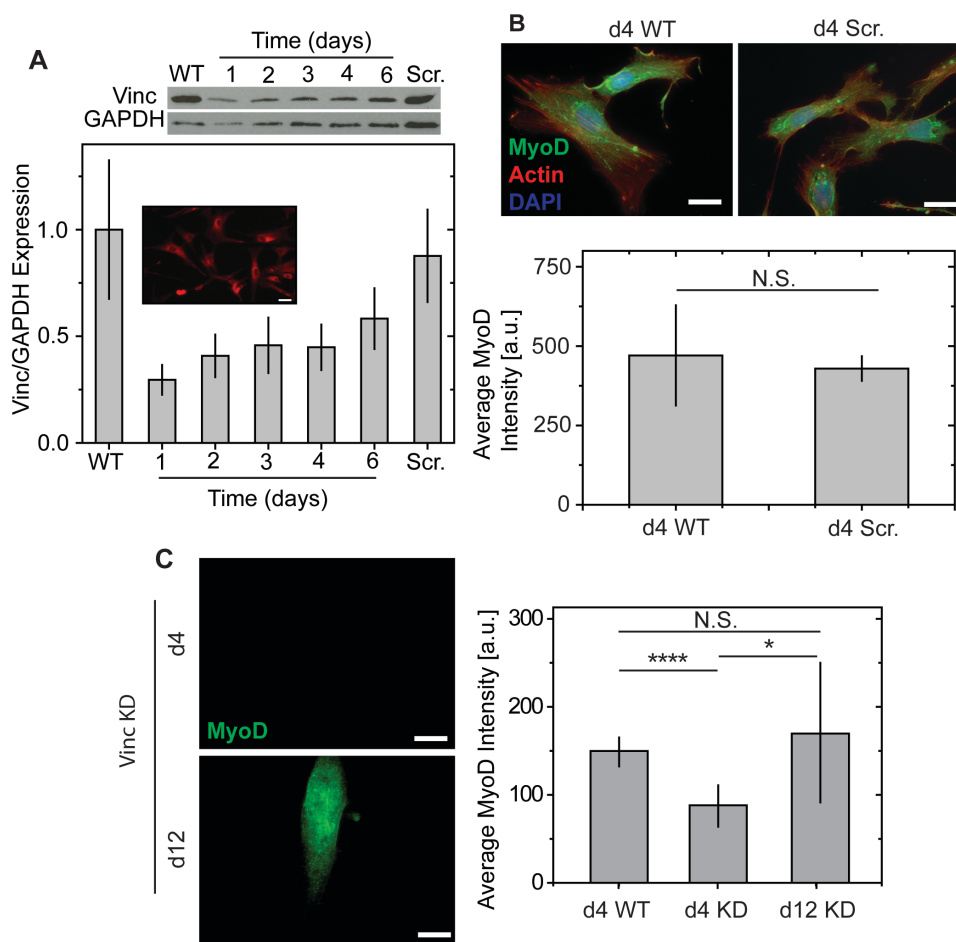 A
Time (days)
WT 1 2 3 4 6 Scr.
Vinc
GAPDH
Vinc/GAPDH Expression
1.0
0.5
0.0
WT 1 2 3 4 6 Scr.
Time (days)
B
d4 WT d4 Scr.
MyoD
Actin
DAPI
Average MyoD
Intensity [a.u.]
750
500
250
0
N.S.
d4 WT d4 Scr.
C
Vinc KD
d4
MyoD
d12
Average MyoD Intensity [a.u.]
300
200
100
0
N.S.
**** *
d4 WT d4 KD d12 KD